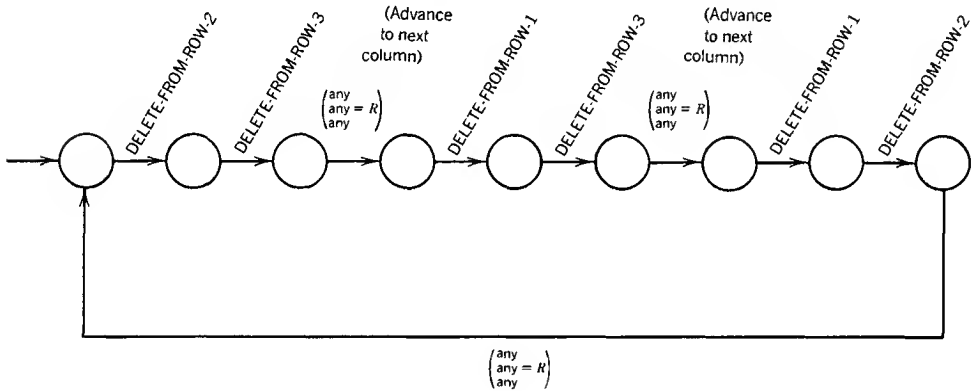 DELETE-FROM-ROW-2
DELETE-FROM-ROW-3
(Advance
to next
column)
any
any = R
any
DELETE-FROM-ROW-1
DELETE-FROM-ROW-3
(Advance
to next
column)
any
any = R
any
DELETE-FROM-ROW-1
DELETE-FROM-ROW-2
any
any = R
any